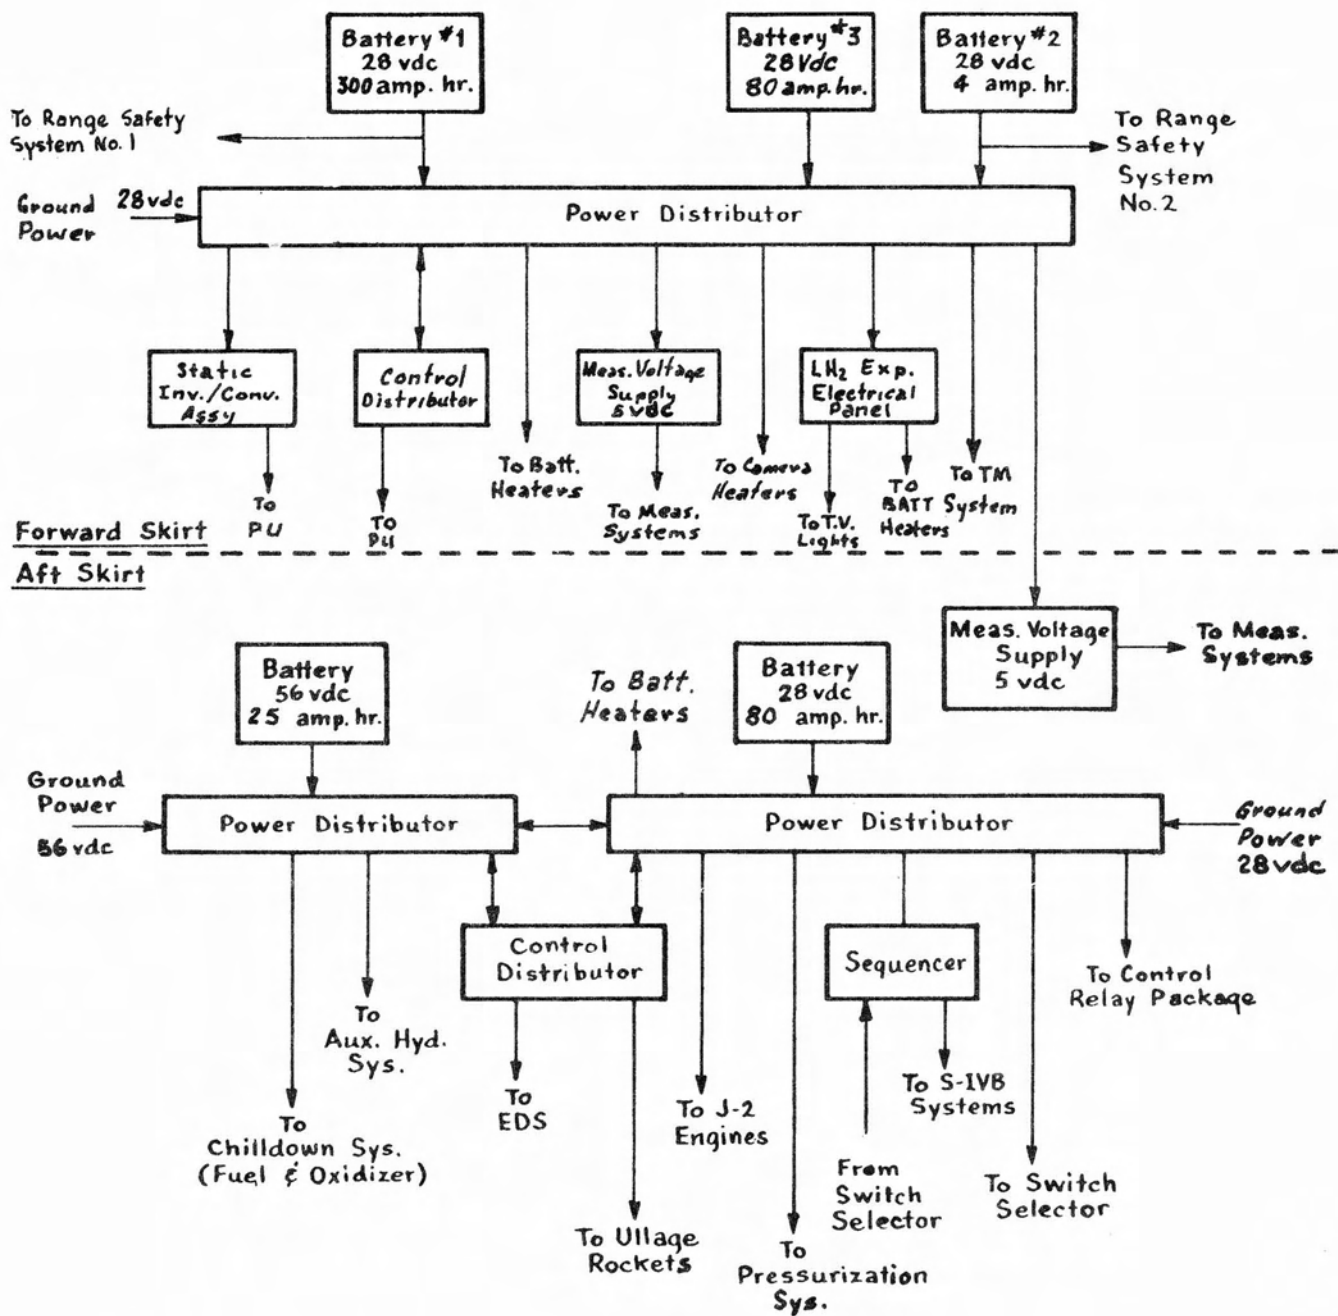 Battery #1
28 vdc
300 amp. hr.
Battery #3
28 Vdc
80 amp. hr.
Battery #2
28 vdc
4 amp. hr.
To Range Safety
System No. 1
To Range
Safety
System
No. 2
Ground
Power
28 vdc
Power Distributor
Static
Inv./Conv.
Assy
Control
Distributor
Meas. Voltage
Supply
5 vdc
LH2 Exp.
Electrical
Panel
To
PU
To
PU
To Batt.
Heaters
To Meas.
Systems
To Camera
Heaters
To T.V.
Lights
To
BATT
Heaters
To TM
System
Forward Skirt
Aft Skirt
Meas. Voltage
Supply
5 vdc
To Meas.
Systems
Battery
56 vdc
25 amp. hr.
To Batt.
Heaters
Battery
28 vdc
80 amp. hr.
Ground
Power
56 vdc
Power Distributor
Power Distributor
Ground
Power
28 vdc
Control
Distributor
Sequencer
To Control
Relay Package
To
Aux. Hyd.
Sys.
To
Chilldown Sys.
(Fuel & Oxidizer)
To
EDS
To Ullage
Rockets
To J-2
Engines
To
Pressurization
Sys.
From
Switch
Selector
To S-IVB
Systems
To Switch
Selector